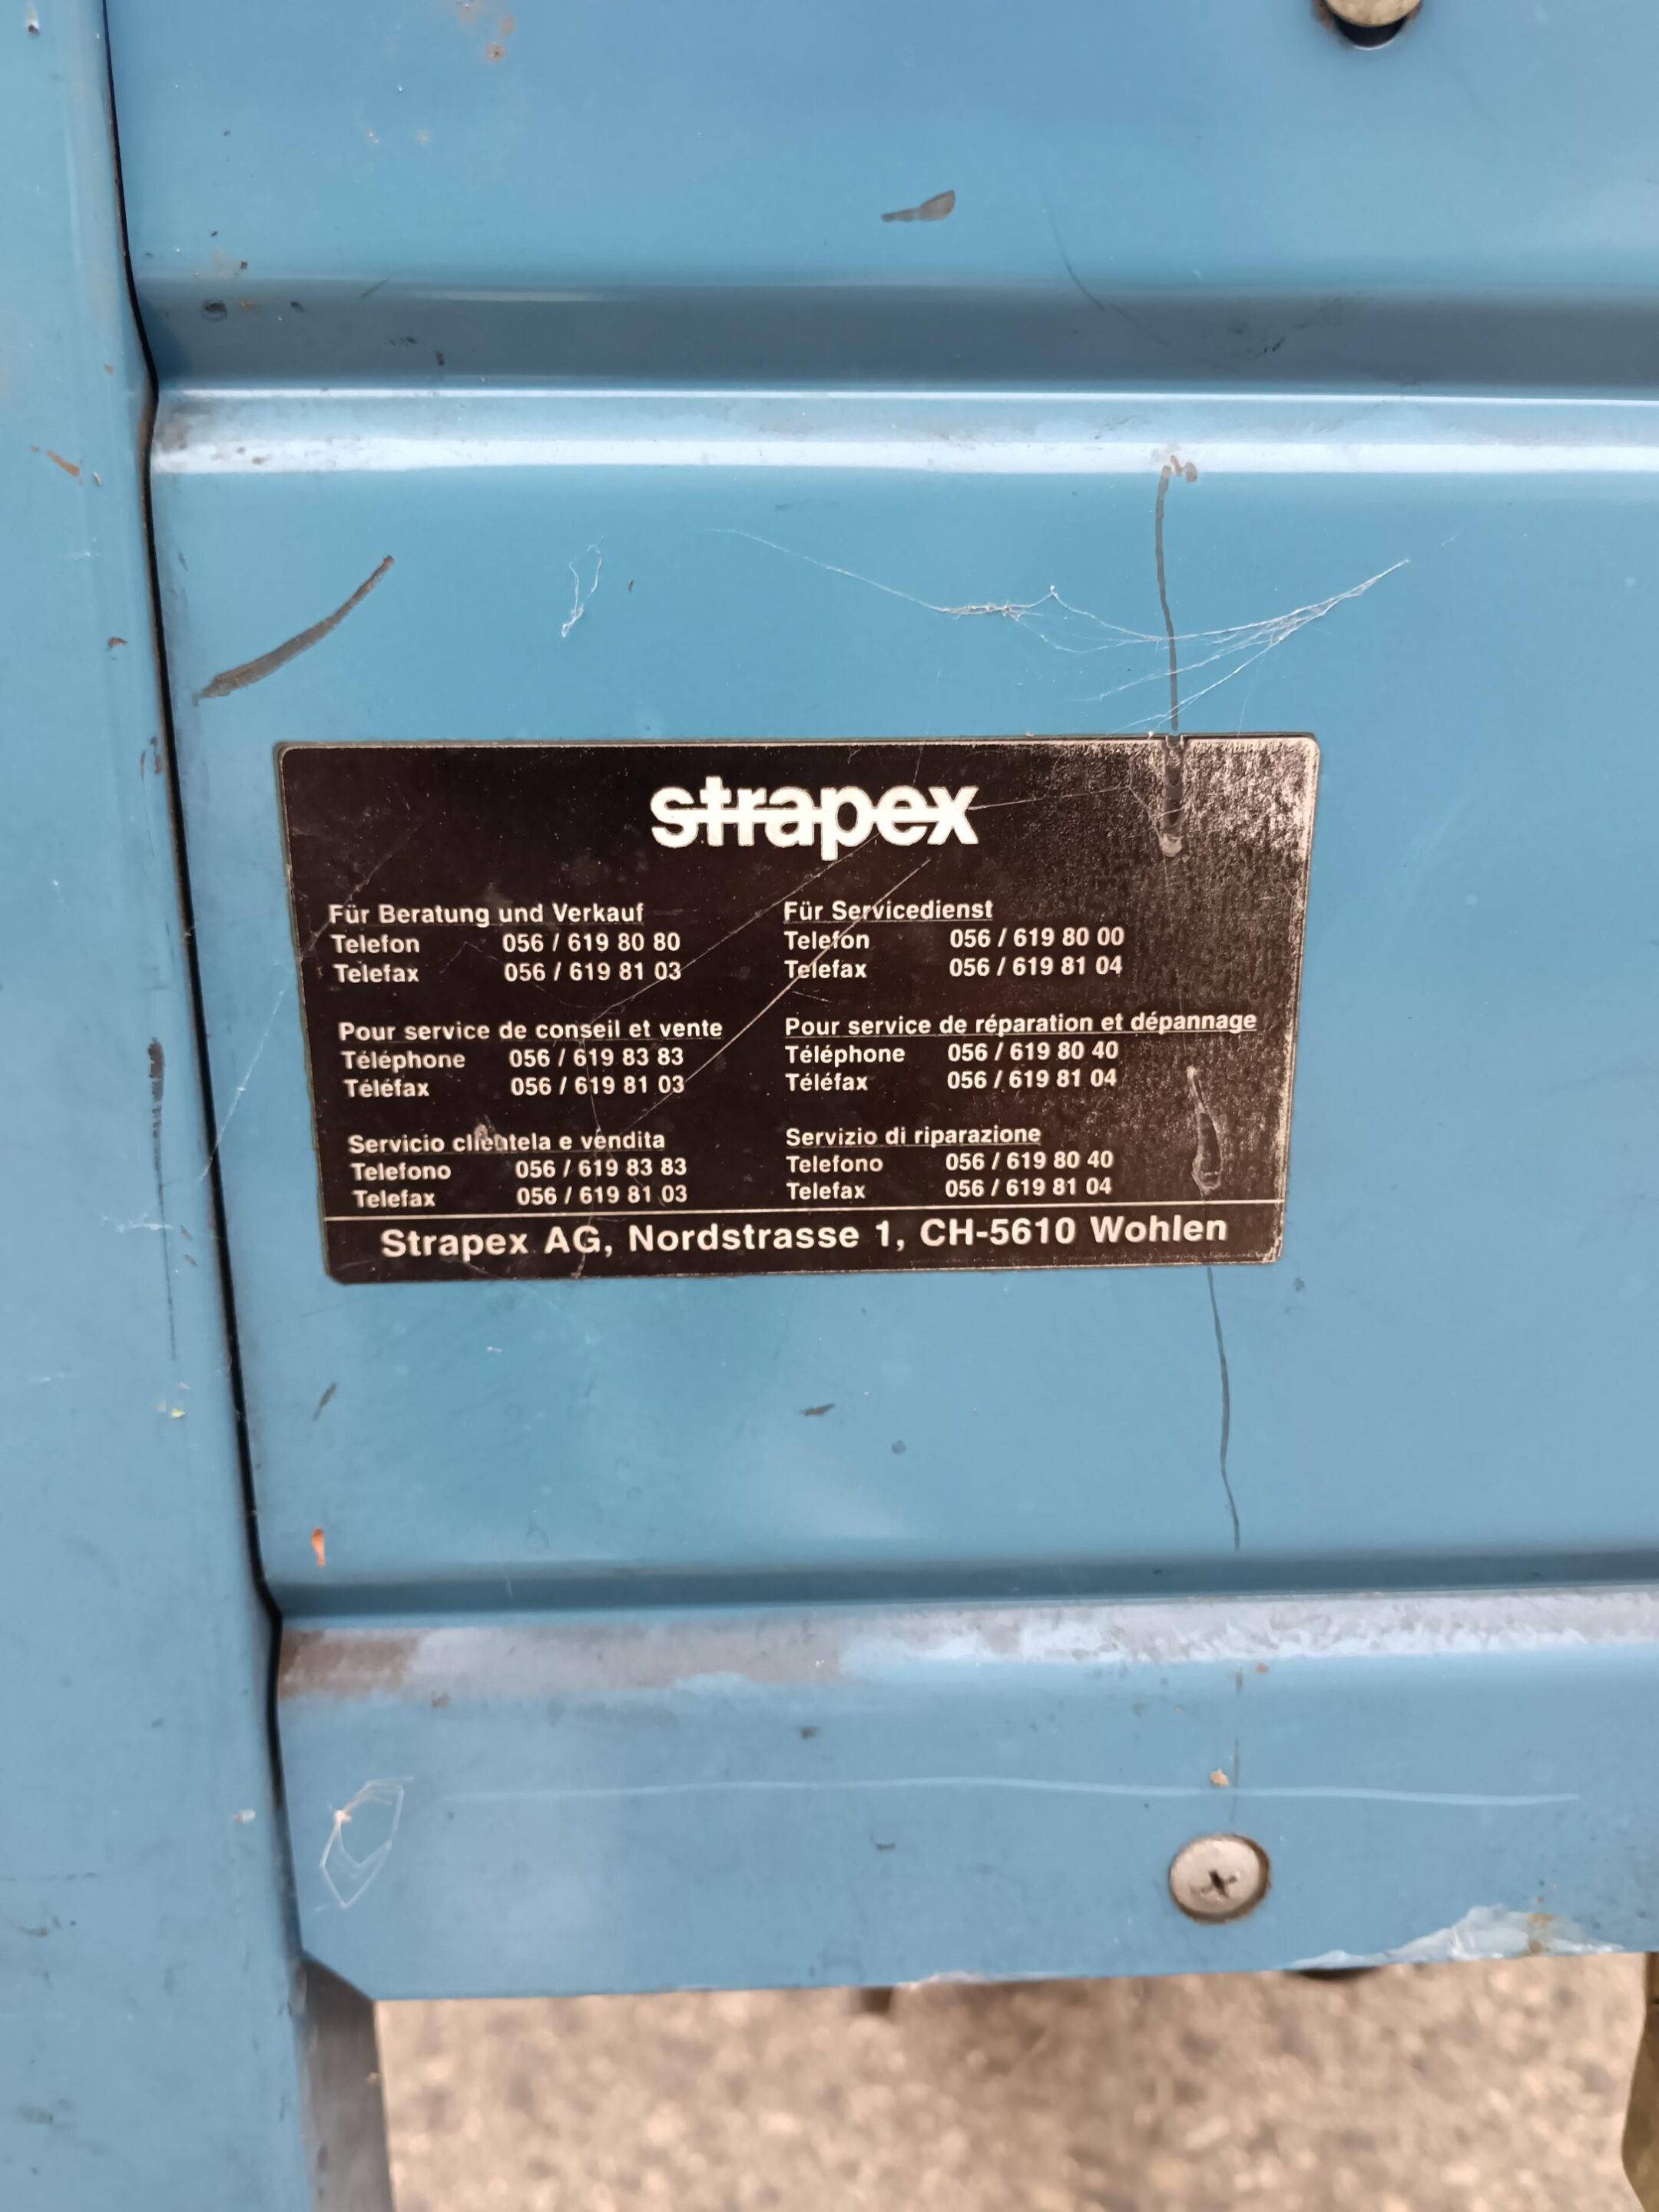 strapex
Für Beratung und Verkauf
Telefon 056 / 619 80 80
Telefax 056 / 619 81 03
Für Servicedienst
Telefon 056 / 619 80 00
Telefax 056 / 619 81 04
Pour service de conseil et vente
Téléphone 056 / 619 83 83
Téléfax 056 / 619 81 03
Pour service de réparation et dépannage
Téléphone 056 / 619 80 40
Téléfax 056 / 619 81 04
Servicio clientela e vendita
Telefono 056 / 619 83 83
Telefax 056 / 619 81 03
Servizio di riparazione
Telefono 056 / 619 80 40
Telefax 056 / 619 81 04
Strapex AG, Nordstrasse 1, CH-5610 Wohlen